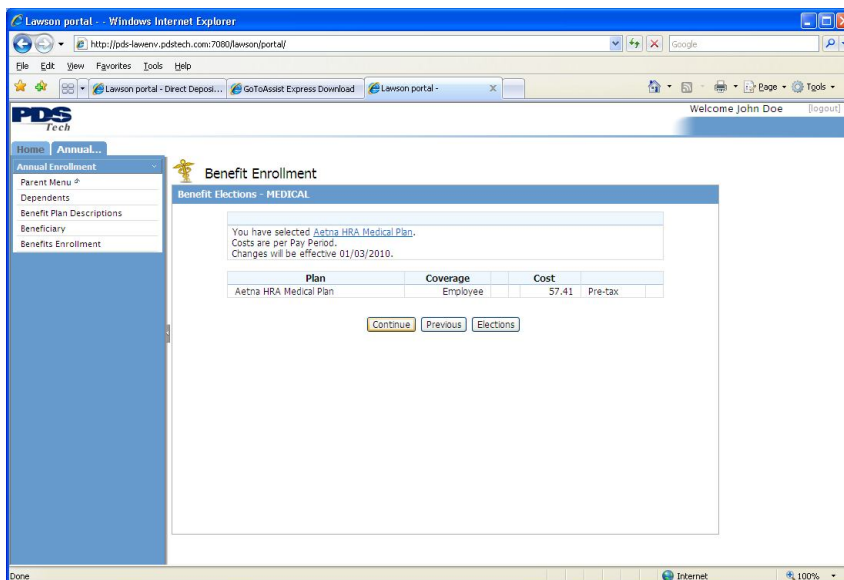 Lawson portal - - Windows Internet Explorer
http://pds-lawenv.pdstech.com:7080/lawson/portal/
Google
File Edit View Favorites Tools Help
Lawson portal - Direct Deposi...
GoToAssist Express Download
Lawson portal -
Page
Tools
PDS
Tech
Welcome John Doe
[logout]
Home
Annual...
Annual Enrollment
Parent Menu
Dependents
Benefit Plan Descriptions
Beneficiary
Benefits Enrollment
Benefit Enrollment
Benefit Elections - MEDICAL
You have selected Aetna HRA Medical Plan.
Costs are per Pay Period.
Changes will be effective 01/03/2010.
Plan Coverage Cost
Aetna HRA Medical Plan Employee 57.41 Pre-tax
Continue Previous Elections
Done
Internet
100%